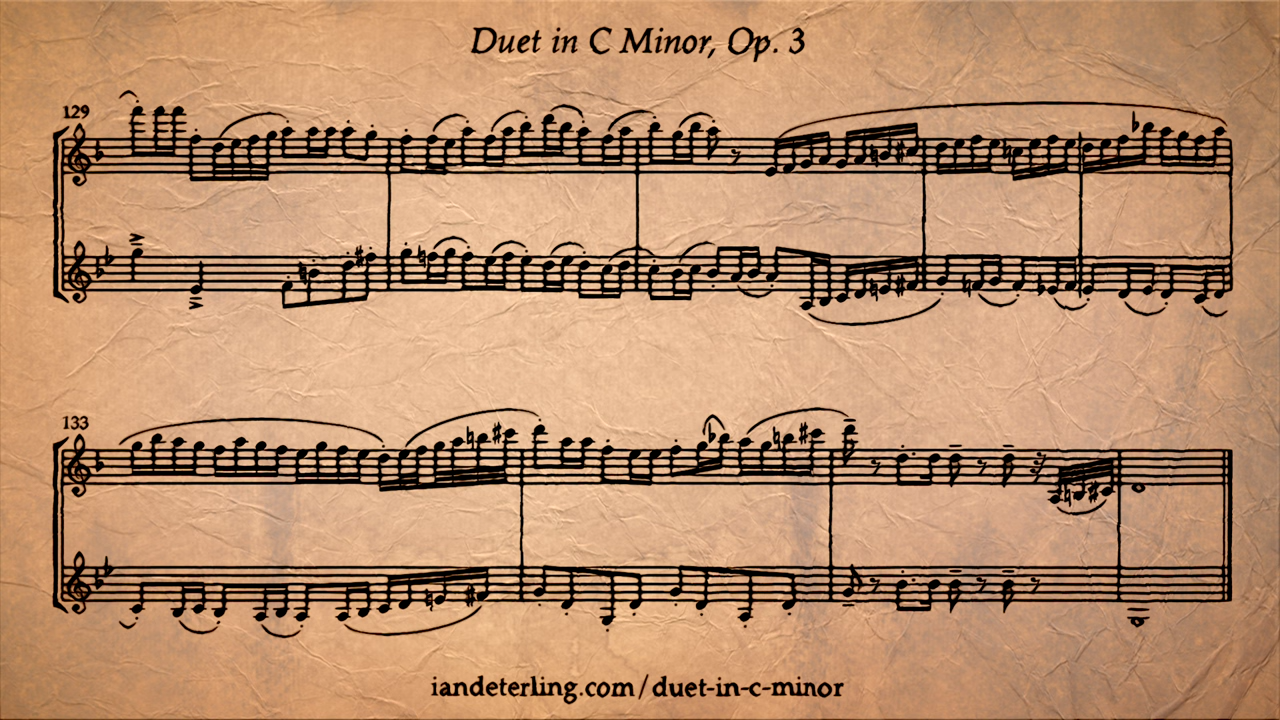 Duet in C Minor, Op. 3
129
133
iandeterling.com/duet-in-c-minor